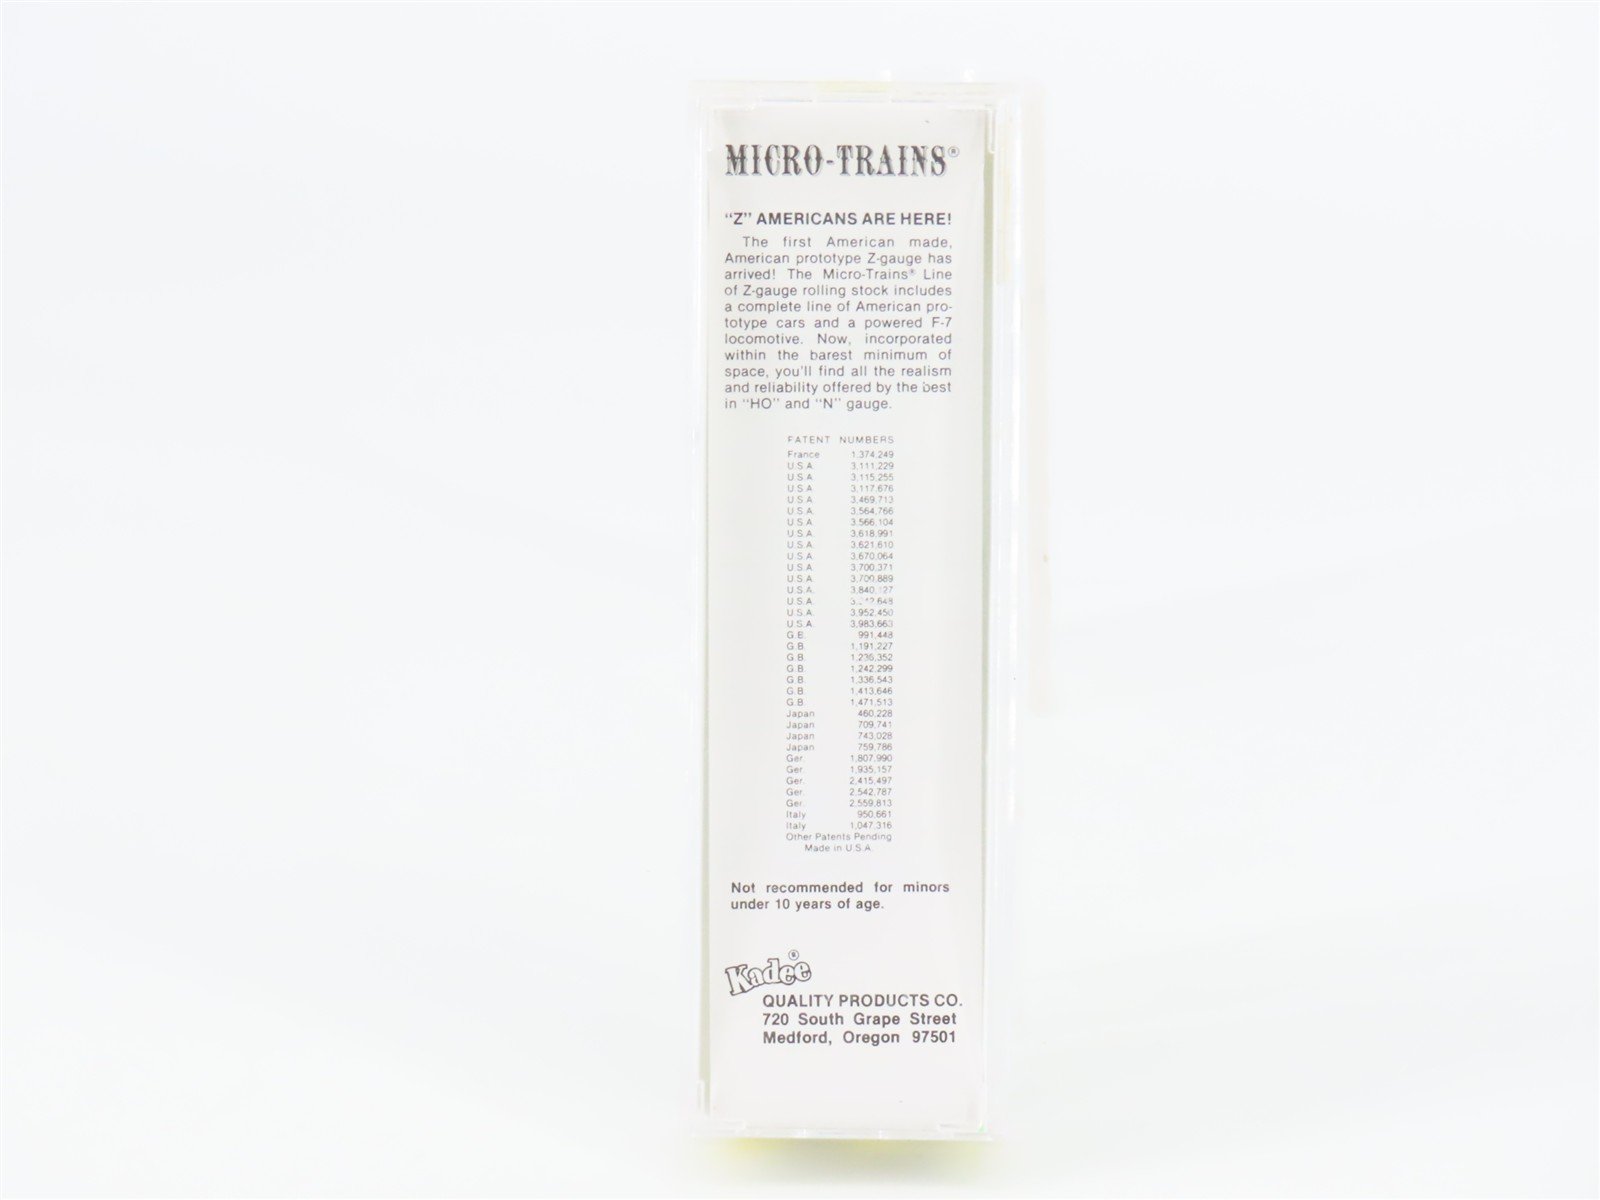 MICRO-TRAINS®
"Z" AMERICANS ARE HERE!
The first American made,
American prototype Z-gauge has
arrived! The Micro-Trains® Line
of Z-gauge rolling stock includes
a complete line of American pro-
totype cars and a powered F-7
locomotive. Now, incorporated
within the barest minimum of
space, you'll find all the realism
and reliability offered by the best
in "HO" and "N" gauge.
PATENT NUMBERS
France 1,374,249
U.S.A. 3,111,229
U.S.A. 3,115,255
U.S.A. 3,117,676
U.S.A. 3,469,713
U.S.A. 3,564,766
U.S.A. 3,566,104
U.S.A. 3,618,991
U.S.A. 3,621,610
U.S.A. 3,670,064
U.S.A. 3,700,371
U.S.A. 3,700,889
U.S.A.
U.S.A.
U.S.A. 3,952,450
U.S.A. 3,983,663
G.B. 991,448
G.B. 1,191,227
G.B. 1,236,352
G.B. 1,242,299
G.B. 1,336,543
G.B. 1,413,646
G.B. 1,471,513
Japan 460,228
Japan 709,741
Japan 743,028
Japan 759,786
Ger. 1,807,990
Ger. 1,935,157
Ger. 2,415,497
Ger. 2,542,787
Ger. 2,559,813
Italy 950,661
Italy 1,047,316
Other Patents Pending
Made in U.S.A.
Not recommended for minors
under 10 years of age.
Kadee®
QUALITY PRODUCTS CO.
720 South Grape Street
Medford, Oregon 97501